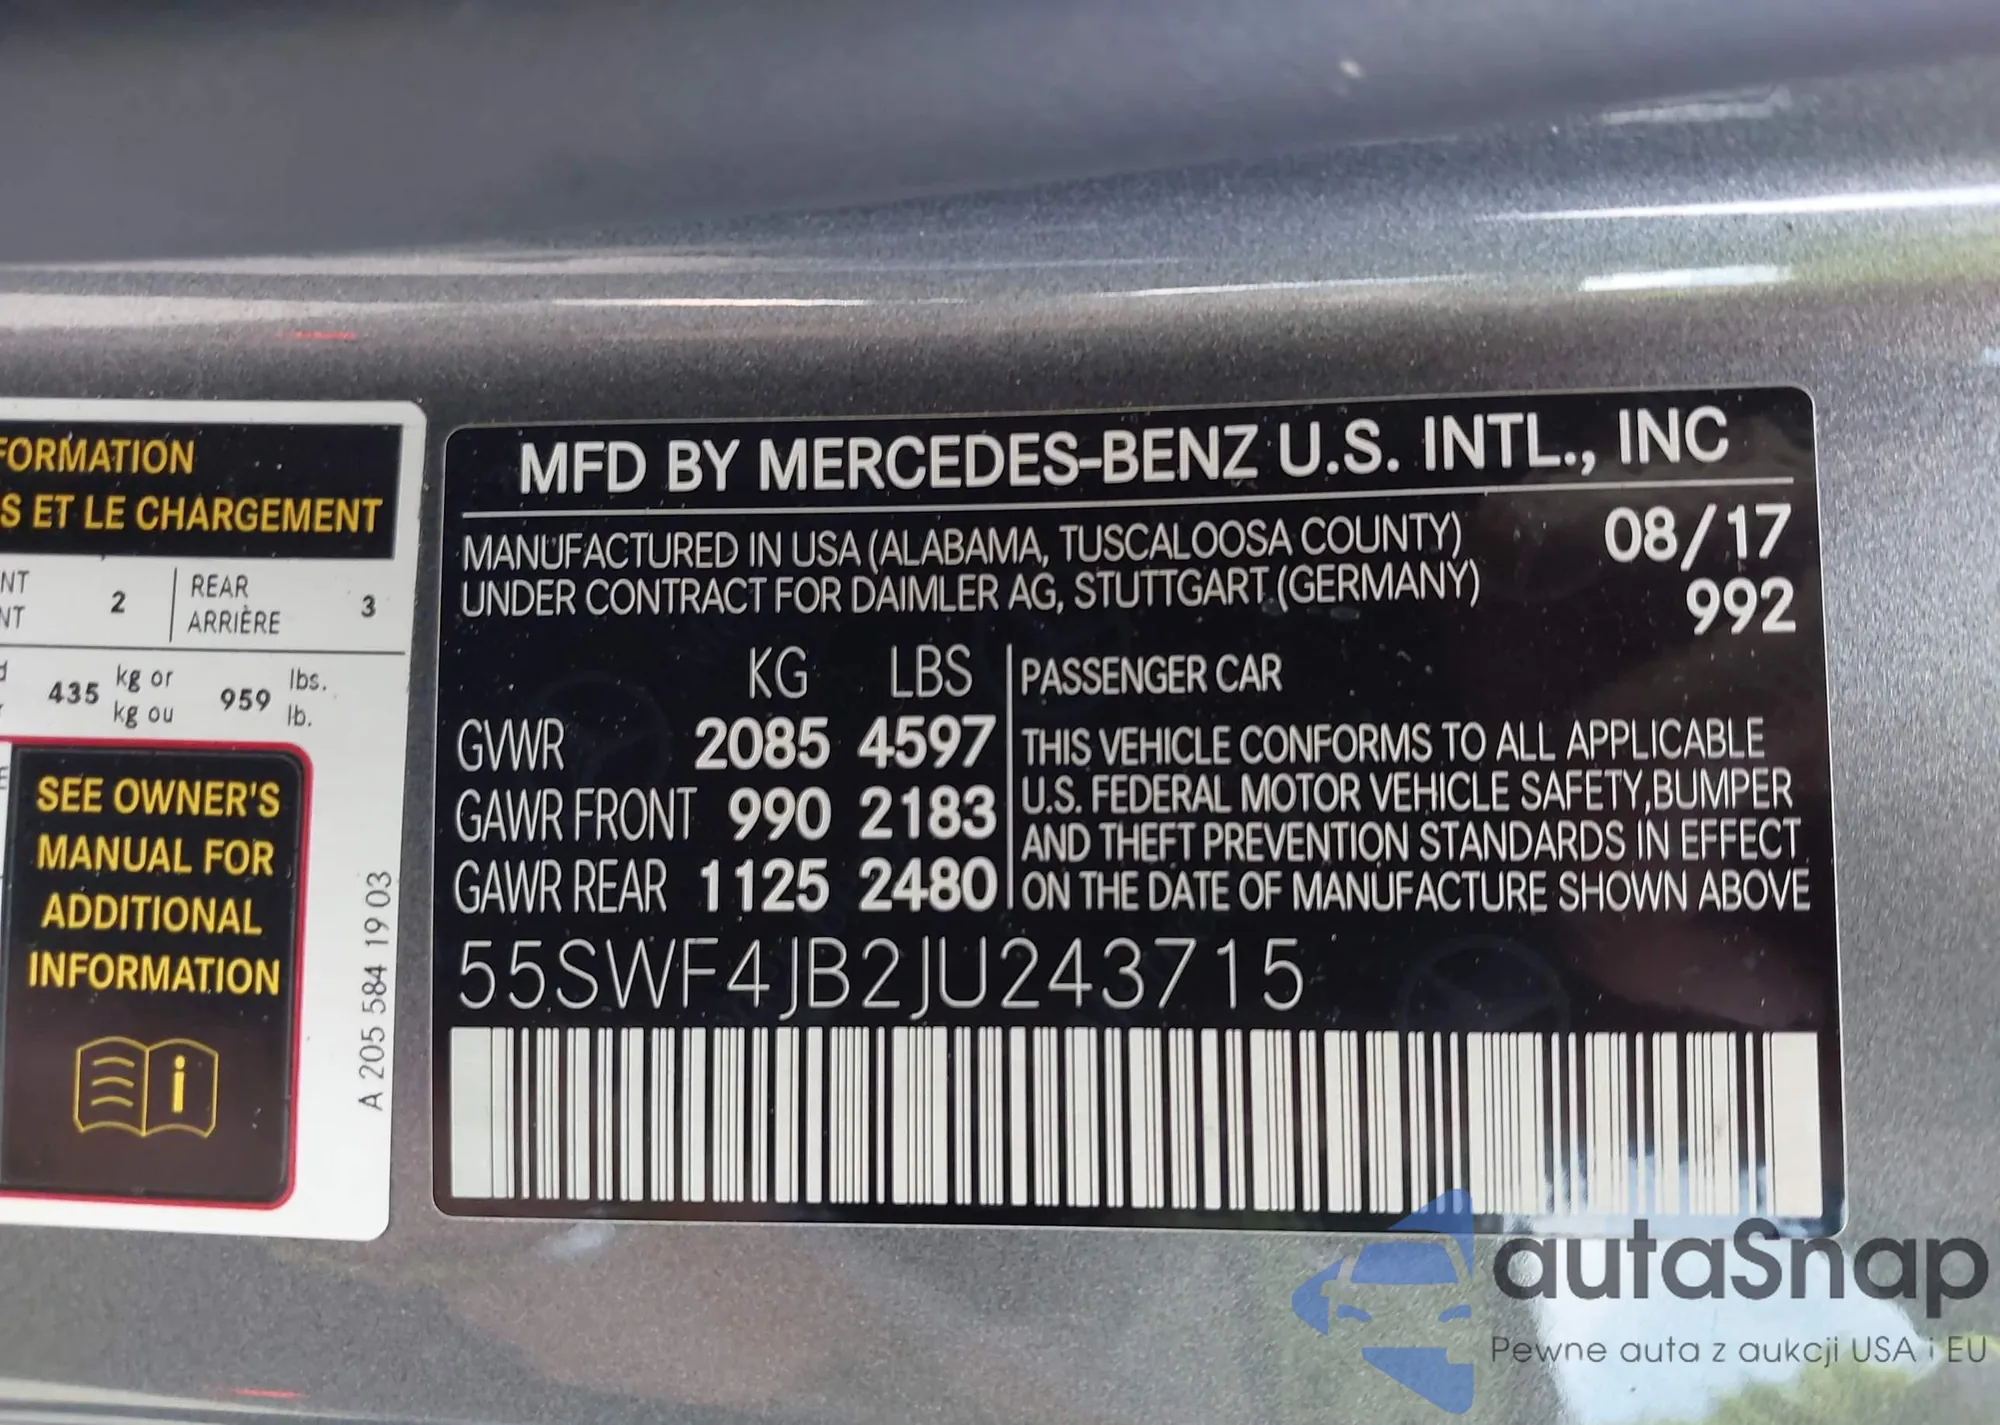 FORMATION
S ET LE CHARGEMENT
NT 2 REAR 3
NT ARRIÈRE
435 kg or 959 lbs.
kg ou lb.
SEE OWNER'S
MANUAL FOR
ADDITIONAL
INFORMATION
i
A 205 584 19 03
MFD BY MERCEDES-BENZ U.S. INTL., INC
MANUFACTURED IN USA (ALABAMA, TUSCALOOSA COUNTY) 08/17
UNDER CONTRACT FOR DAIMLER AG, STUTTGART (GERMANY) 992
KG LBS PASSENGER CAR
GVWR 2085 4597
GAWR FRONT 990 2183
GAWR REAR 1125 2480
THIS VEHICLE CONFORMS TO ALL APPLICABLE
U.S. FEDERAL MOTOR VEHICLE SAFETY,BUMPER
AND THEFT PREVENTION STANDARDS IN EFFECT
ON THE DATE OF MANUFACTURE SHOWN ABOVE
55SWF4JB2JU243715
autaSnap
Pewne auta z aukcji USA i EU